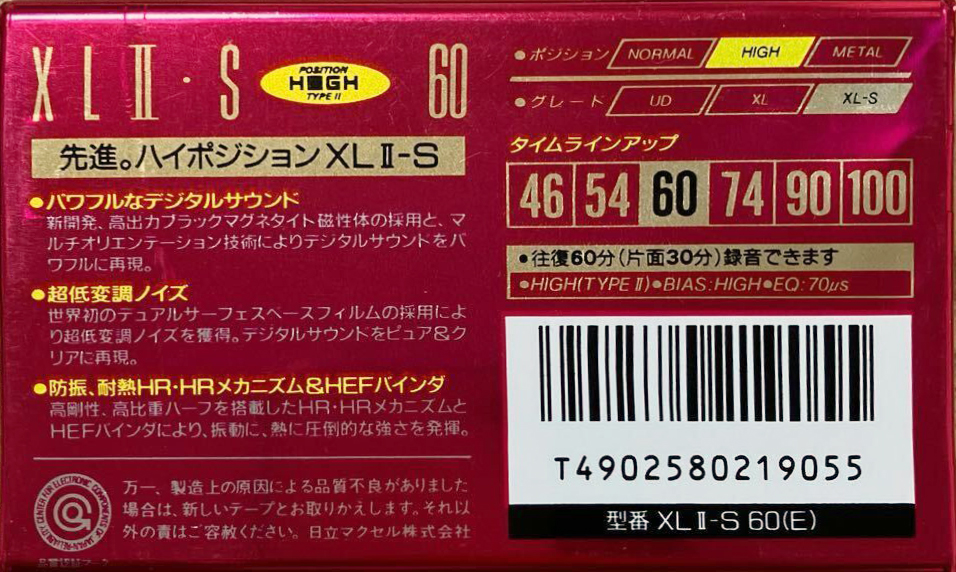 XLⅡ·S
POSITION
HIGH
TYPE Ⅱ
60
先進。ハイポジションXLⅡ-S
●パワフルなデジタルサウンド
新開発、高出力ブラックマグネタイト磁性体の採用と、マ
ルチオリエンテーション技術によりデジタルサウンドをパ
ワフルに再現。
●超低変調ノイズ
世界初のデュアルサーフェスベースフィルムの採用によ
り超低変調ノイズを獲得。デジタルサウンドをピュア&ク
リアに再現。
●防振、耐熱HR·HRメカニズム&HEFバインダ
高剛性、高比重ハーフを搭載したHR·HRメカニズムと
HEFバインダにより、振動に、熱に圧倒的な強さを発揮。
RELIABILITY CENTER FOR ELECTRONIC COMPONENTS OF JAPAN
万一、製造上の原因による品質不良がありました
場合は、新しいテープとお取りかえします。それ以
外の責はご容赦ください。日立マクセル株式会社
●ポジション NORMAL HIGH METAL
●グレード UD XL XL-S
タイムラインアップ
46 54 60 74 90 100
●往復60分(片面30分)録音できます
●HIGH(TYPE Ⅱ)●BIAS:HIGH●EQ:70μs
T4902580219055
型番 XLⅡ-S 60(E)